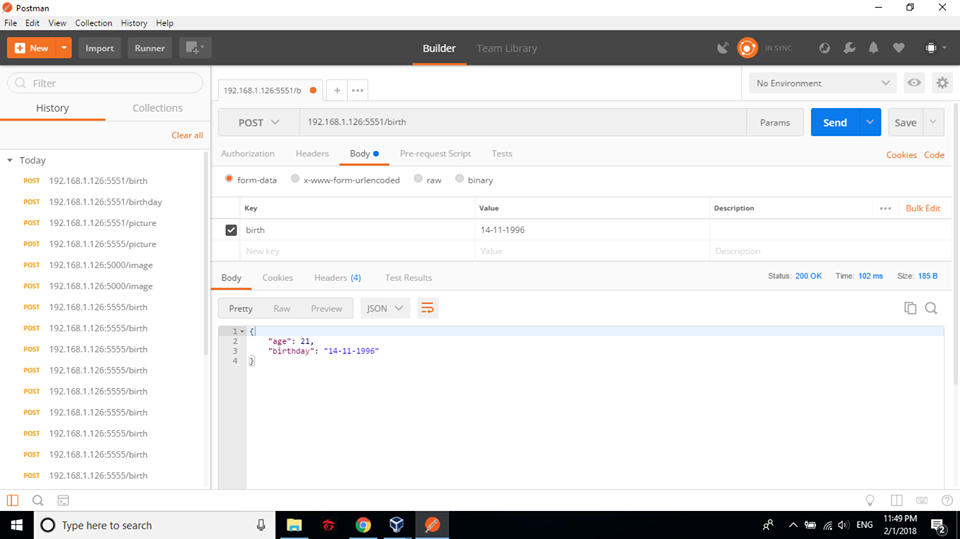 Postman
File Edit View Collection History Help
New Import Runner Builder Team Library IN SYNC
Filter
History Collections
Clear all
Today
POST 192.168.1.126:5551/birth
POST 192.168.1.126:5551/birthday
POST 192.168.1.126:5551/picture
POST 192.168.1.126:5555/picture
POST 192.168.1.126:5000/image
POST 192.168.1.126:5000/image
POST 192.168.1.126:5555/birth
POST 192.168.1.126:5555/birth
POST 192.168.1.126:5555/birth
POST 192.168.1.126:5555/birth
POST 192.168.1.126:5555/birth
POST 192.168.1.126:5555/birth
POST 192.168.1.126:5555/birth
POST 192.168.1.126:5555/birth
POST 192.168.1.126:5555/birth
192.168.1.126:5551/b + ••• No Environment
POST 192.168.1.126:5551/birth Params Send Save
Authorization Headers Body Pre-request Script Tests Cookies Code
form-data x-www-form-urlencoded raw binary
Key Value Description ••• Bulk Edit
birth 14-11-1996
New key Value Description
Body Cookies Headers (4) Test Results Status: 200 OK Time: 102 ms Size: 185 B
Pretty Raw Preview JSON
1 {
2 "age": 21,
3 "birthday": "14-11-1996"
4 }
Type here to search
ENG
11:49 PM
2/1/2018
2